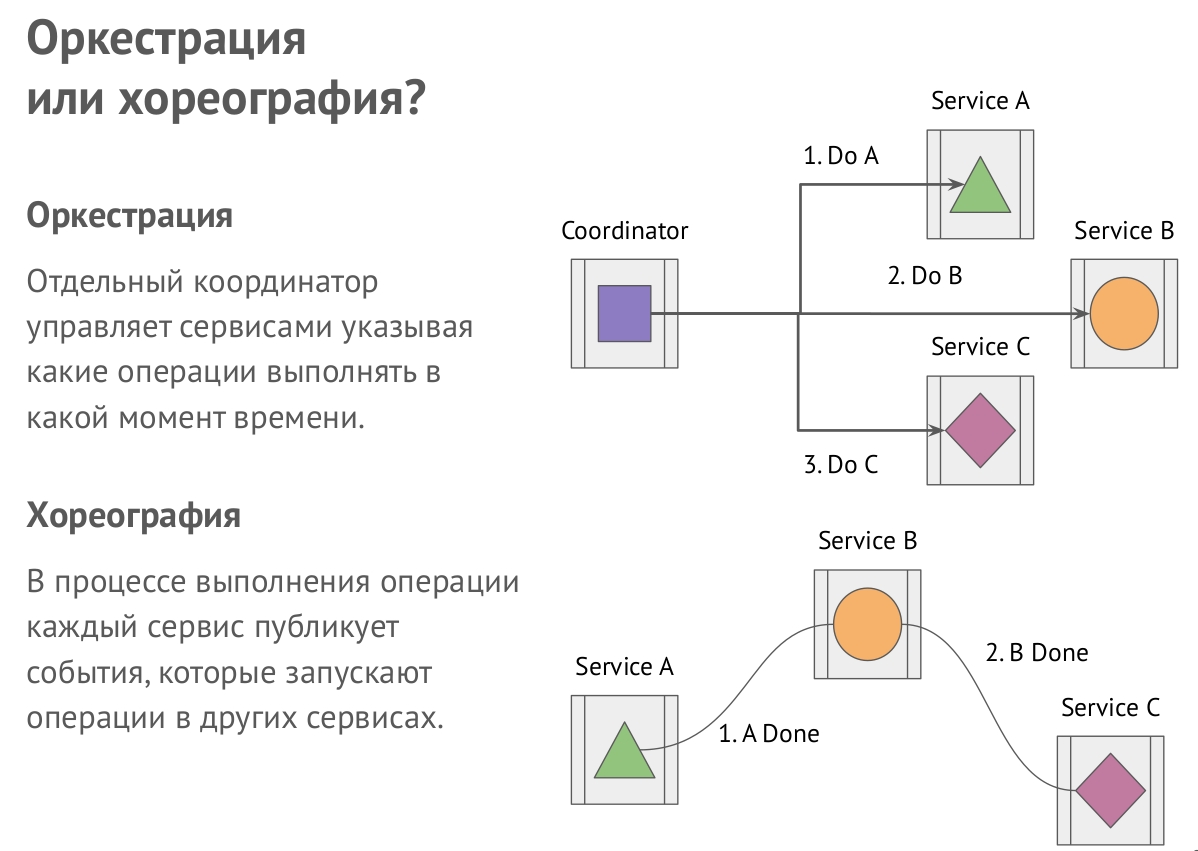 Оркестрация
или хореография?
Оркестрация
Отдельный координатор
управляет сервисами указывая
какие операции выполнять в
какой момент времени.
Хореография
В процессе выполнения операции
каждый сервис публикует
события, которые запускают
операции в других сервисах.
Service A
1. Do A
Coordinator
Service B
2. Do B
Service C
3. Do C
Service B
2. B Done
Service A
Service C
1. A Done